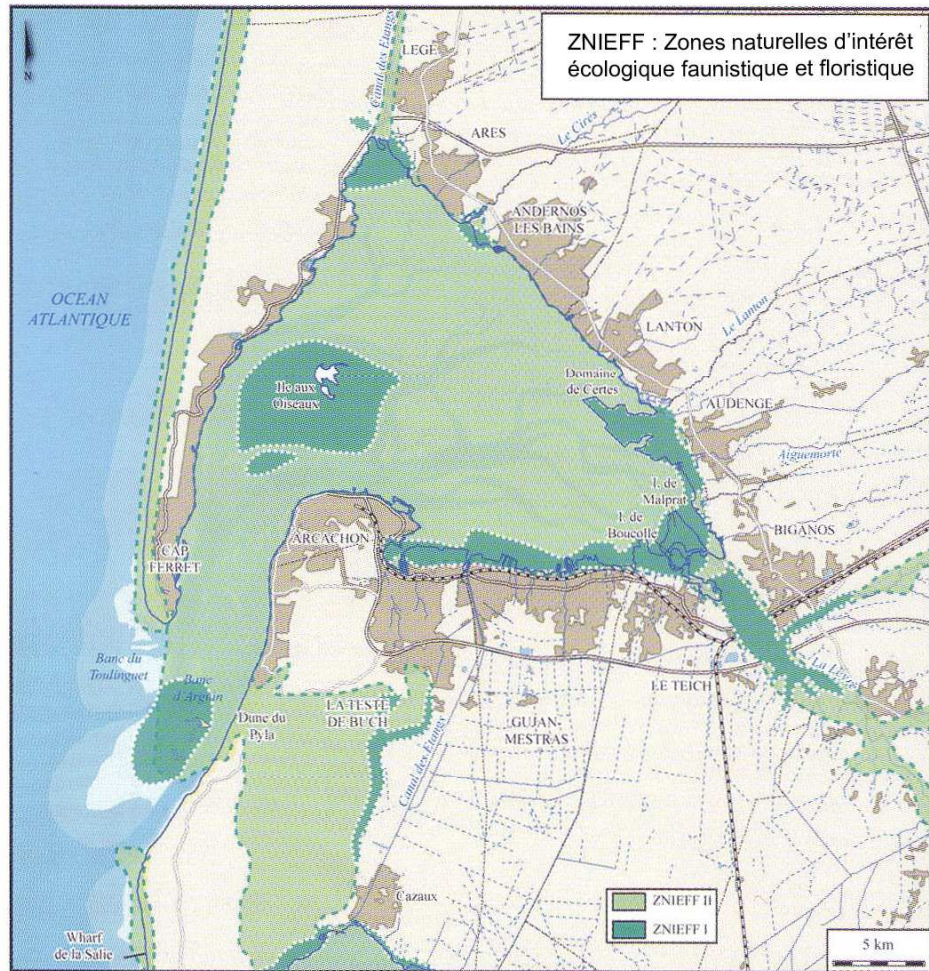 ZNIEFF : Zones naturelles d'intérêt
écologique faunistique et floristique
N
LEGE
Canal des Etangs
ARES
Le Cirès
ANDERNOS
LES BAINS
OCEAN
ATLANTIQUE
LANTON
Le Lanton
Ile aux
Oiseaux
Domaine
de Certes
AUDENGE
Aiguemorte
I. de
Malprat
I. de
Boucolle
BIGANOS
ARCACHON
CAP
FERRET
Banc du
Toulinguet
Banc
d'Arguin
Dune du
Pyla
LA TESTE
DE BUCH
LE TEICH
GUJAN-
MESTRAS
Canal des Etangs
Cazaux
Wharf
de la Salie
ZNIEFF II
ZNIEFF I
5 km